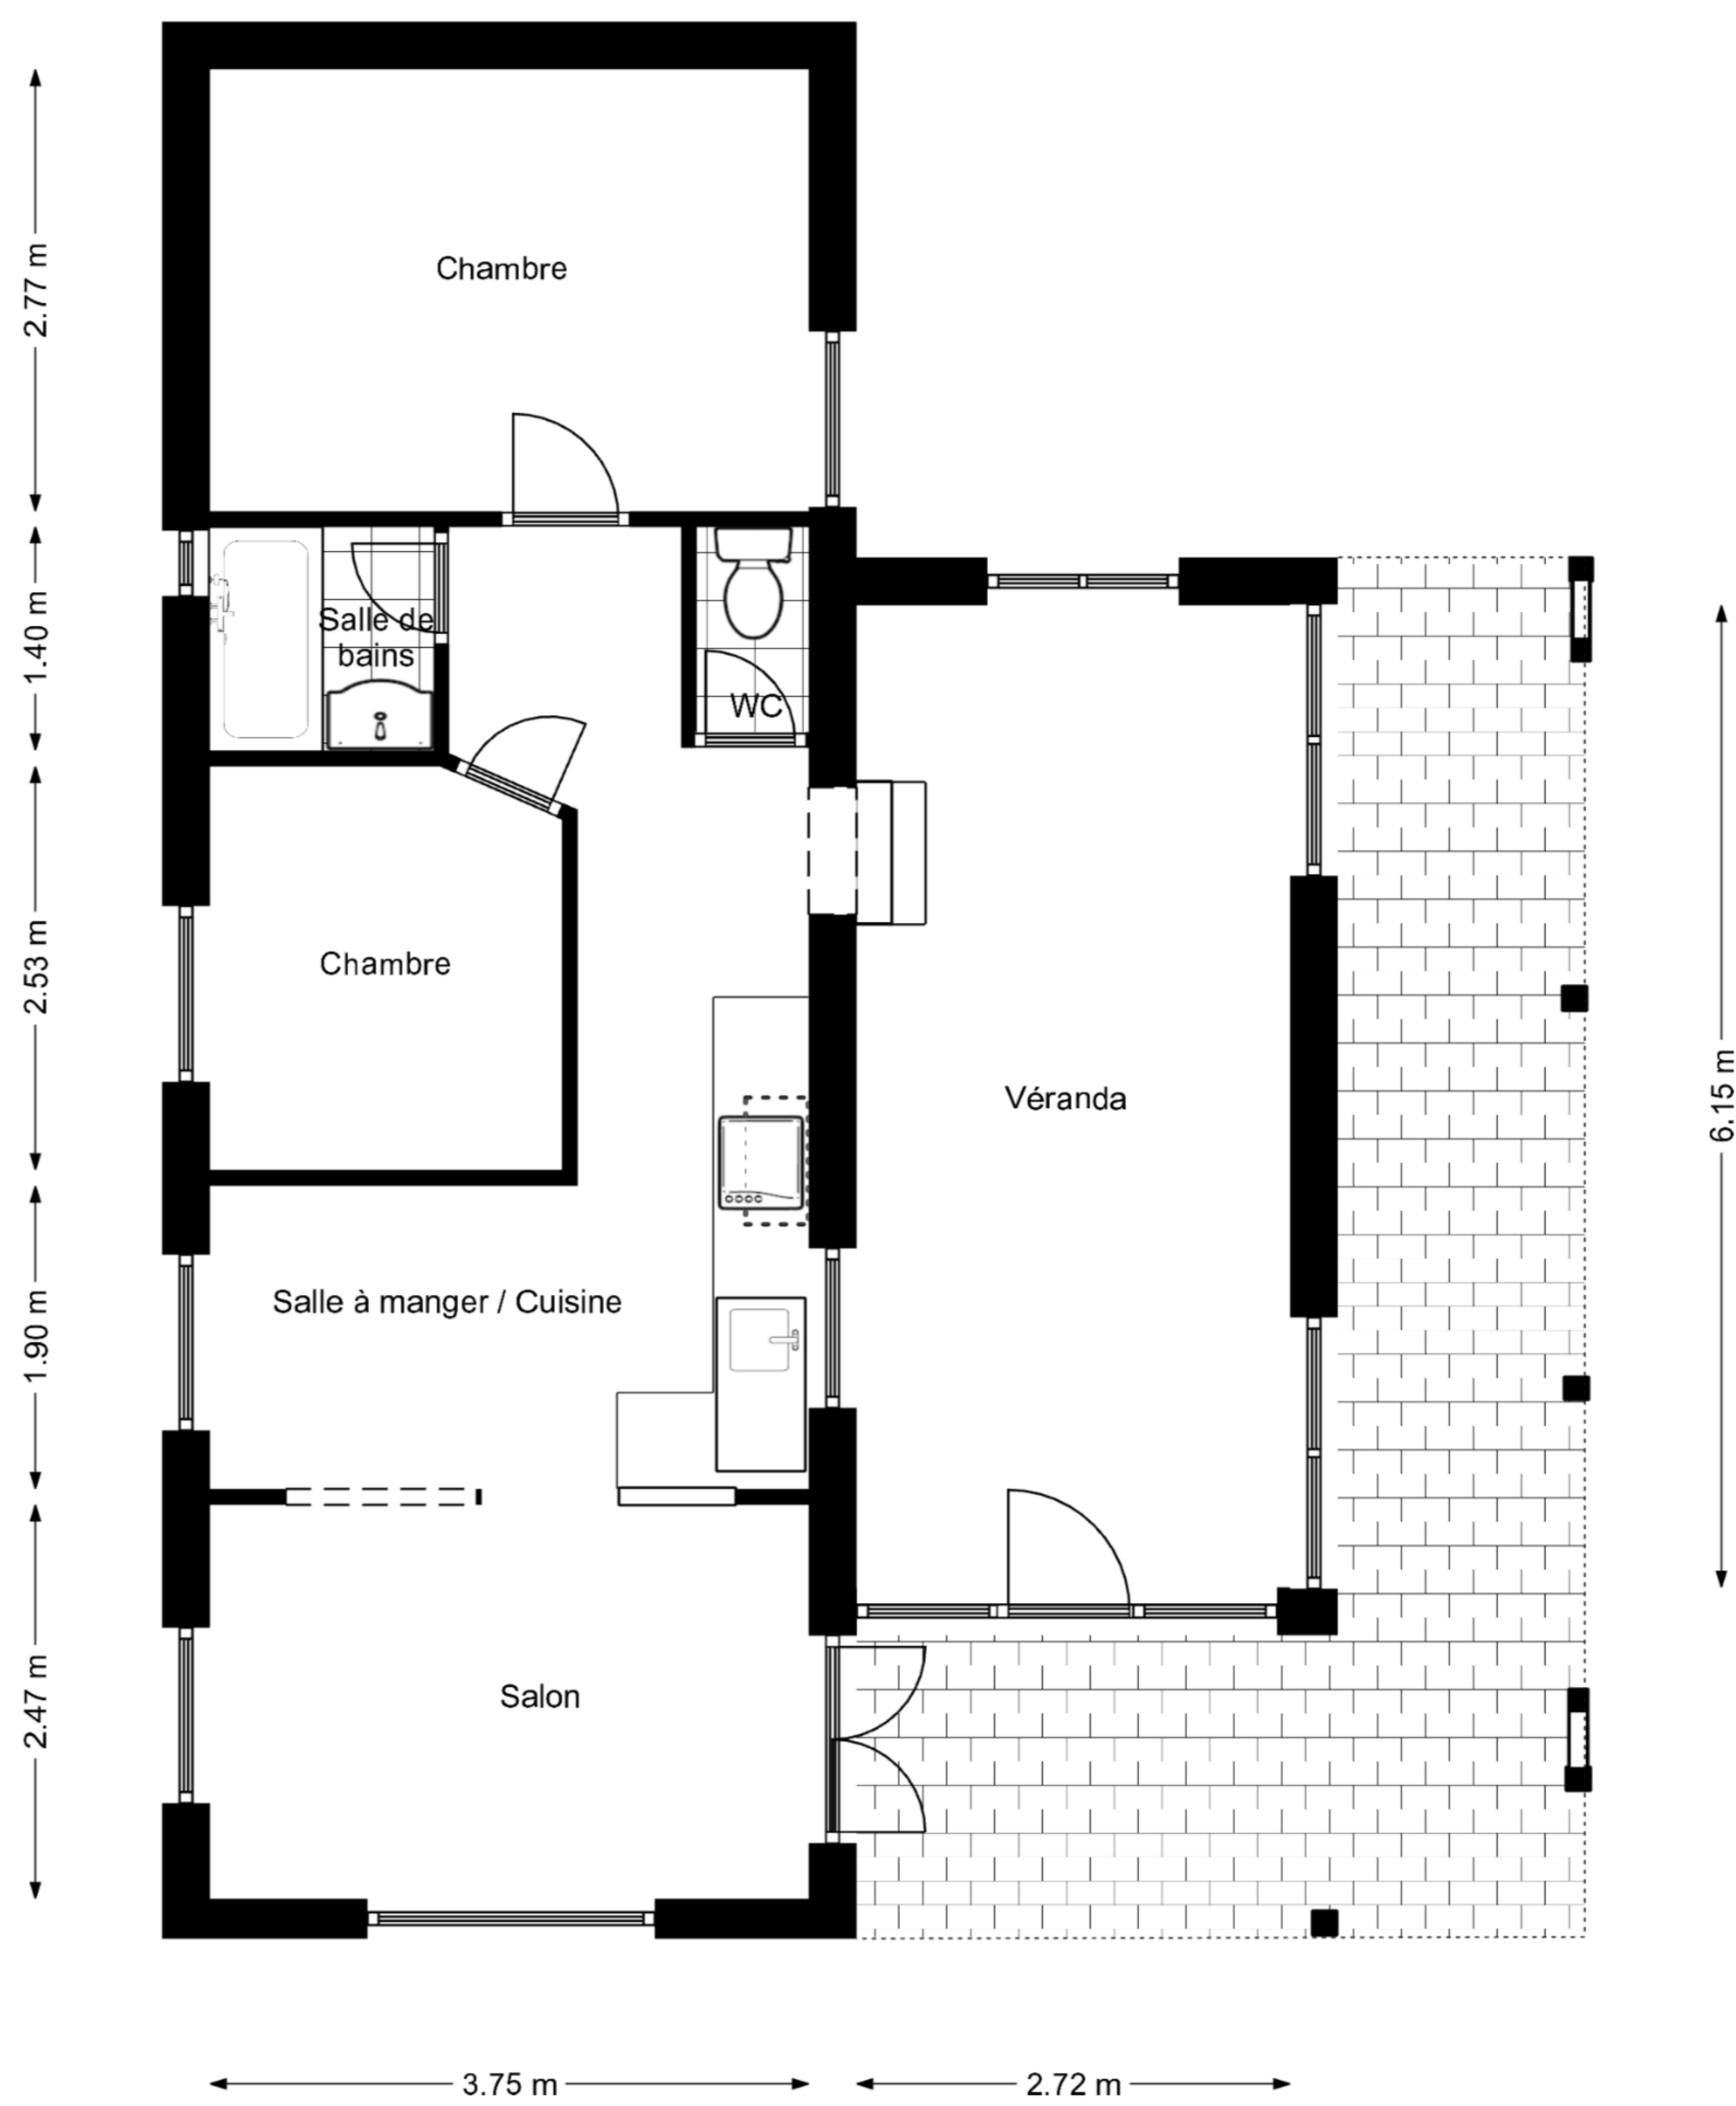 Chambre
2.77 m
Salle de
bains
1.40 m
WC
Chambre
2.53 m
Véranda
6.15 m
Salle à manger / Cuisine
1.90 m
Salon
2.47 m
3.75 m
2.72 m